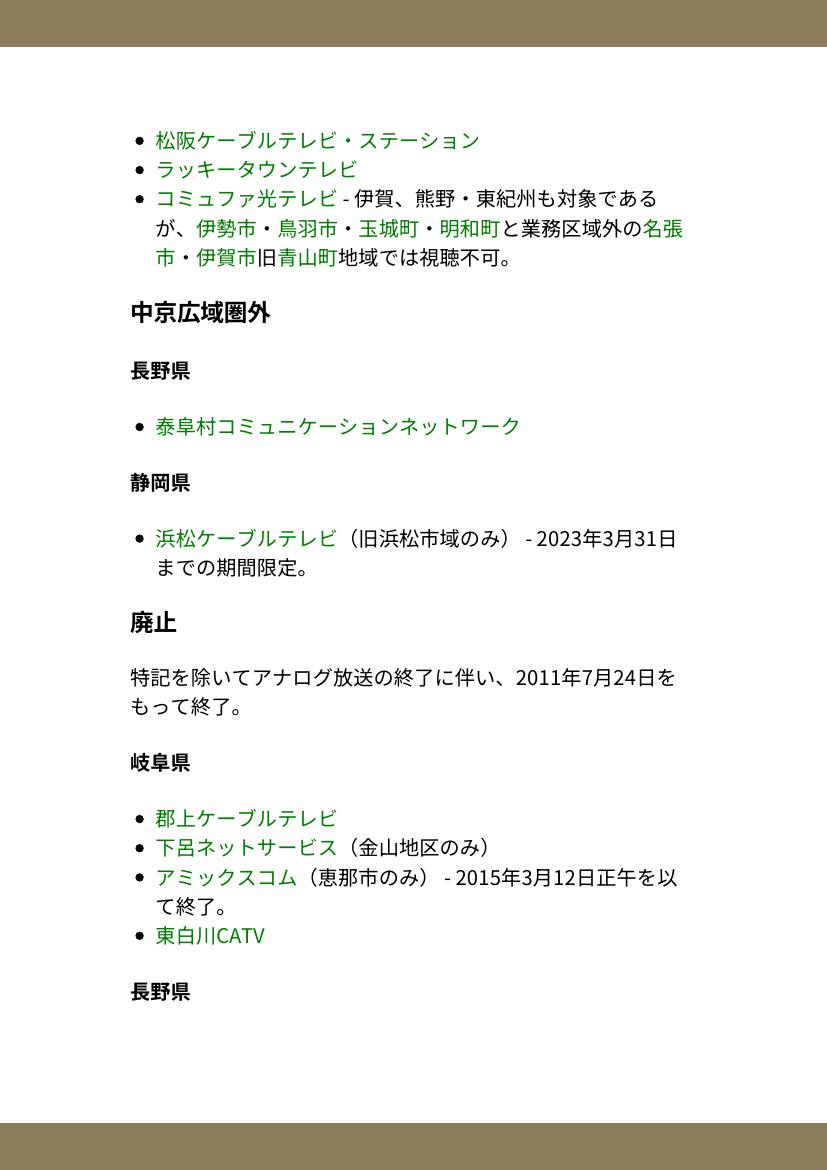 松阪ケーブルテレビ・ステーション
ラッキータウンテレビ
コミュファ光テレビ - 伊賀、熊野・東紀州も対象である
が、伊勢市・鳥羽市・玉城町・明和町と業務区域外の名張
市・伊賀市旧青山町地域では視聴不可。
中京広域圏外
長野県
泰阜村コミュニケーションネットワーク
静岡県
浜松ケーブルテレビ（旧浜松市域のみ） - 2023年3月31日
までの期間限定。
廃止
特記を除いてアナログ放送の終了に伴い、2011年7月24日を
もって終了。
岐阜県
郡上ケーブルテレビ
下呂ネットサービス（金山地区のみ）
アミックスコム（恵那市のみ） - 2015年3月12日正午を以
て終了。
東白川CATV
長野県